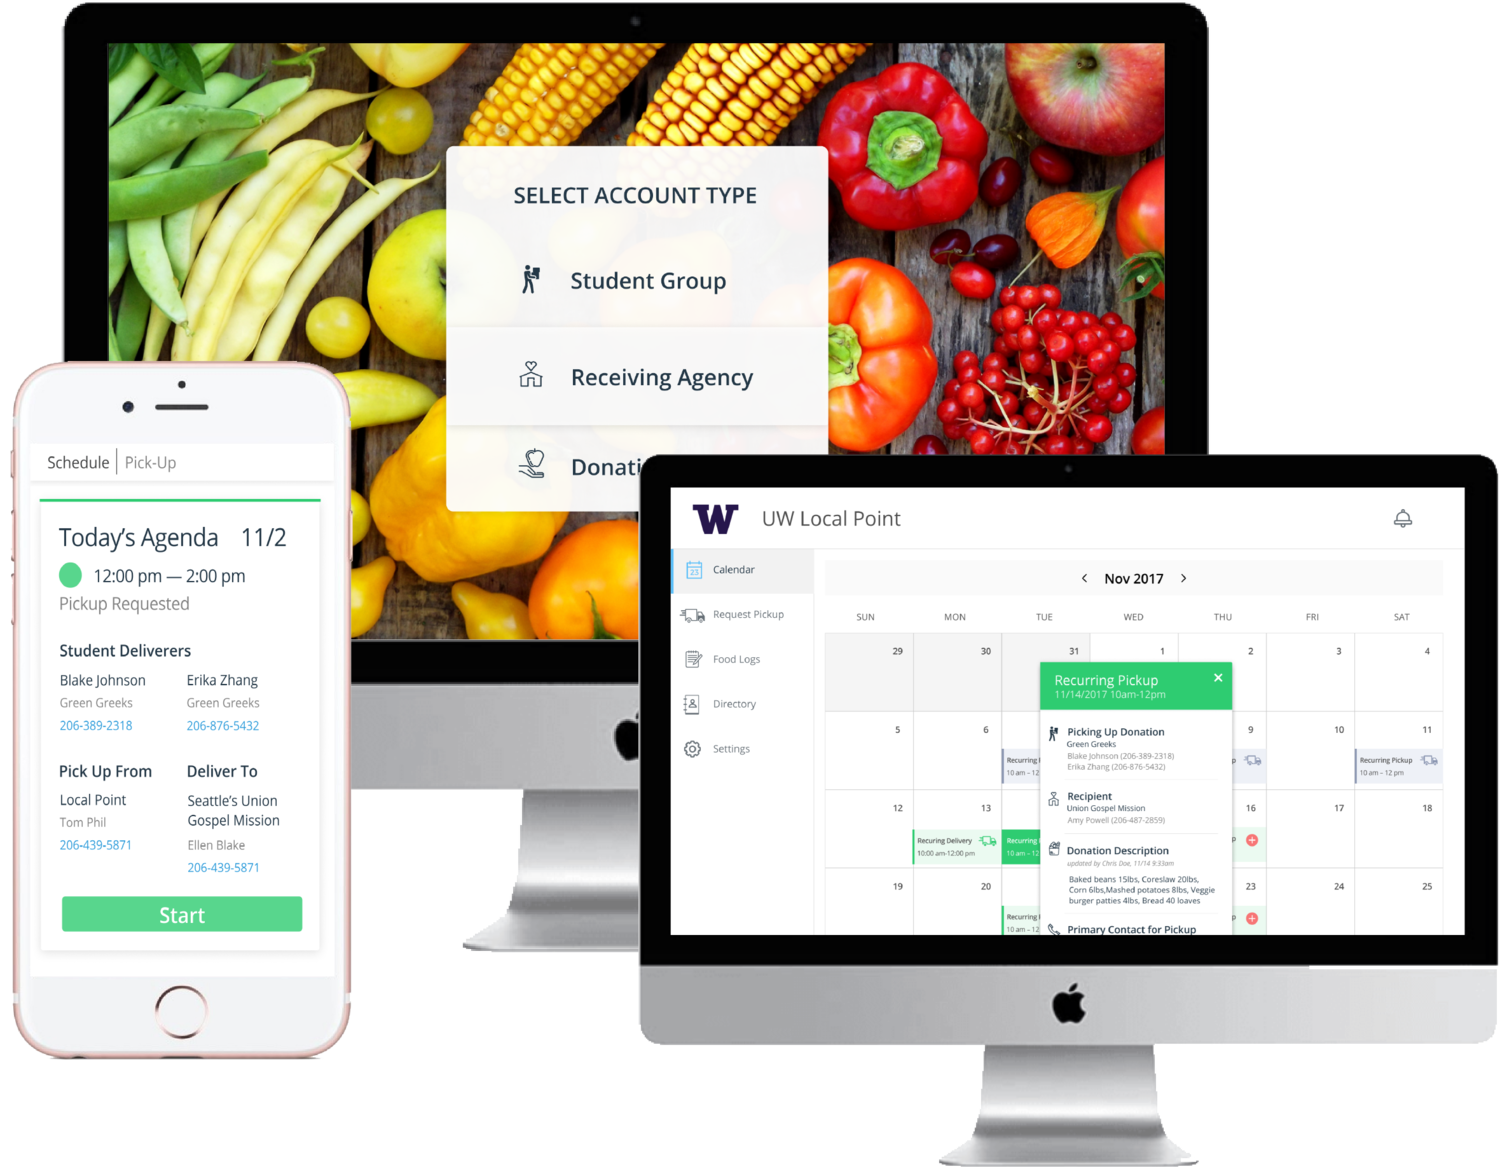 SELECT ACCOUNT TYPE
Student Group
Receiving Agency
Donati
Schedule | Pick-Up
Today's Agenda 11/2
12:00 pm — 2:00 pm
Pickup Requested
Student Deliverers
Blake Johnson Erika Zhang
Green Greeks Green Greeks
206-389-2318 206-876-5432
Pick Up From Deliver To
Local Point Seattle's Union
Gospel Mission
Tom Phil
Ellen Blake
206-439-5871
206-439-5871
Start
W UW Local Point
Calendar
23
Request Pickup
Food Logs
Directory
Settings
< Nov 2017 >
SUN MON TUE WED THU FRI SAT
29 30 31 1 2 3 4
5 6 9 10 11
Recurring
10 am – 12
p
Recurring Pickup
10 am – 12 pm
12 13 16 17 18
Recuring Delivery
10:00 am-12:00 pm
Recurring
10 am – 12
p
19 20 23 24 25
Recurring
10 am – 12
p
Recurring Pickup
11/14/2017 10am-12pm
Picking Up Donation
Green Greeks
Blake Johnson (206-389-2318)
Erika Zhang (206-876-5432)
Recipient
Union Gospel Mission
Amy Powell (206-487-2859)
Donation Description
updated by Chris Doe, 11/14 9:33am
Baked beans 15lbs, Coreslaw 20lbs,
Corn 6lbs,Mashed potatoes 8lbs, Veggie
burger patties 4lbs, Bread 40 loaves
Primary Contact for Pickup